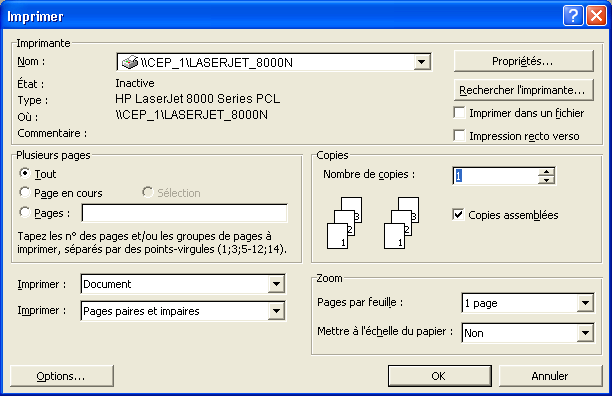 Imprimer
Imprimante
Nom : \\CEP_1\LASERJET_8000N Propriétés...
État : Inactive Rechercher l'imprimante...
Type : HP LaserJet 8000 Series PCL
Où : \\CEP_1\LASERJET_8000N Imprimer dans un fichier
Commentaire : Impression recto verso
Plusieurs pages
Tout
Page en cours Sélection
Pages :
Tapez les n° des pages et/ou les groupes de pages à
imprimer, séparés par des points-virgules (1;3;5-12;14).
Copies
Nombre de copies : 1
3 3
2 2
1 1
Copies assemblées
Imprimer : Document
Imprimer : Pages paires et impaires
Zoom
Pages par feuille : 1 page
Mettre à l'échelle du papier : Non
Options... OK Annuler